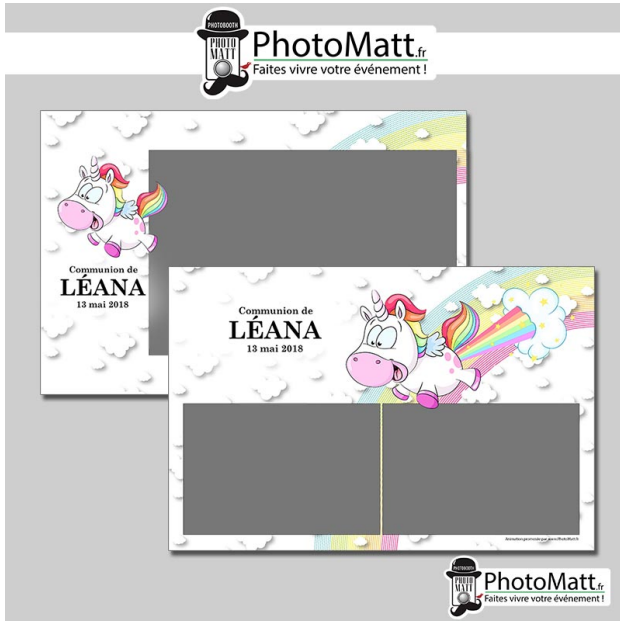 PHOTOBOOTH
PHOTO
MATT
PhotoMatt.fr
Faites vivre votre événement !
Communion de
LÉANA
13 mai 2018
Communion de
LÉANA
13 mai 2018
PHOTOBOOTH
PHOTO
MATT
PhotoMatt.fr
Faites vivre votre événement !